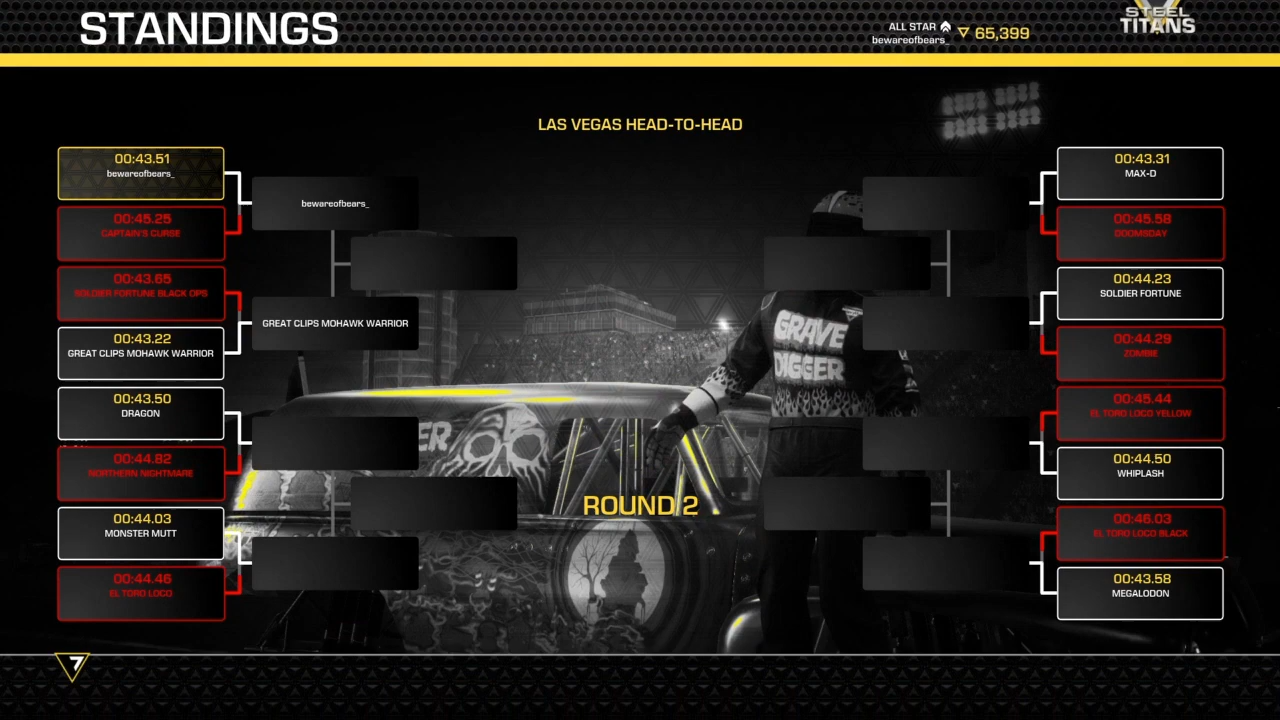 STANDINGS
ALL STAR
bewareofbears_
65,399
STEEL
TITANS
LAS VEGAS HEAD-TO-HEAD
00:43.51
bewareofbears_
00:45.25
CAPTAIN'S CURSE
00:43.65
SOLDIER FORTUNE BLACK OPS
00:43.22
GREAT CLIPS MOHAWK WARRIOR
00:43.50
DRAGON
00:44.82
NORTHERN NIGHTMARE
00:44.03
MONSTER MUTT
00:44.46
EL TORO LOCO
bewareofbears_
GREAT CLIPS MOHAWK WARRIOR
GRAVE
DIGGER
ER
ROUND 2
00:43.31
MAX-D
00:45.58
DOOMSDAY
00:44.23
SOLDIER FORTUNE
00:44.29
ZOMBIE
00:45.44
EL TORO LOCO YELLOW
00:44.50
WHIPLASH
00:46.03
EL TORO LOCO BLACK
00:43.58
MEGALODON
7